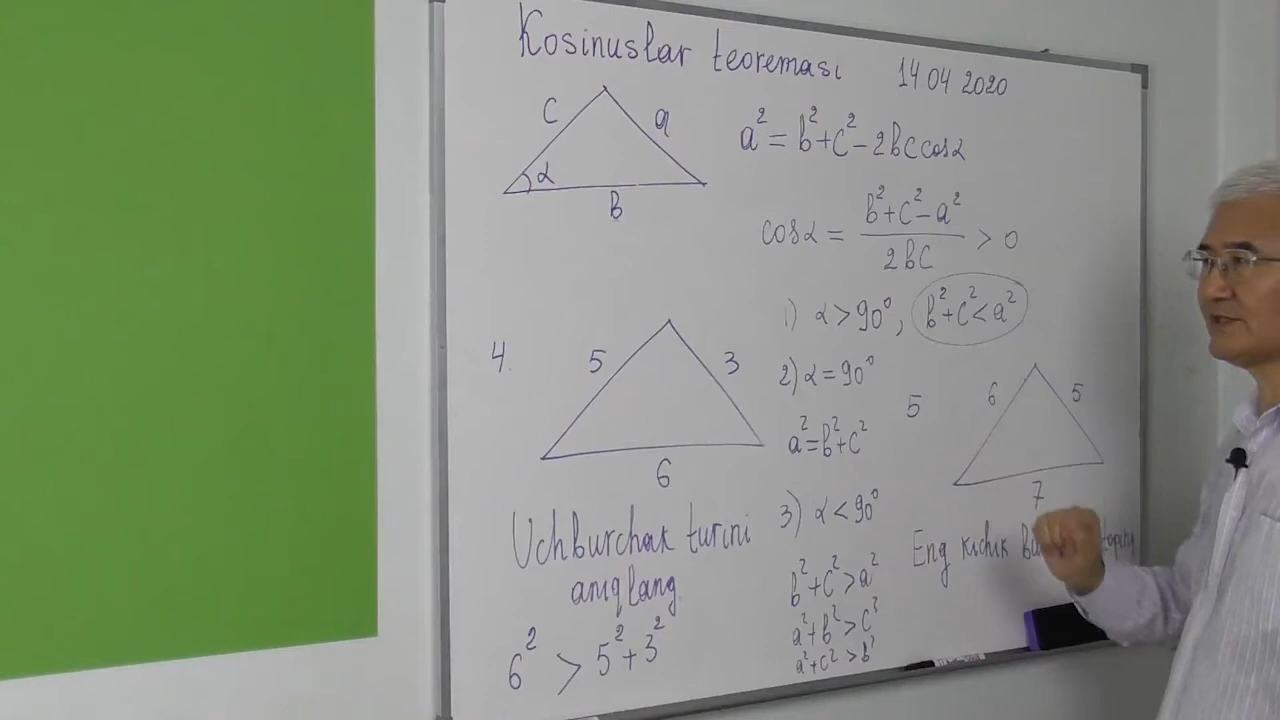 Kosinuslar teoreması 14 04 2020
c a
α
b
a² = b² + c² - 2bc cosα
cosα = (b² + c² - a²) / 2bc > 0
1) α > 90°, b² + c² < a²
2) α = 90°
a² = b² + c²
3) α < 90°
b² + c² > a²
a² + b² > c²
a² + c² > b²
4. 5 3
6
Uchburchak turini
aniqlang
6² > 5² + 3²
5 6 5
7
Eng kichik